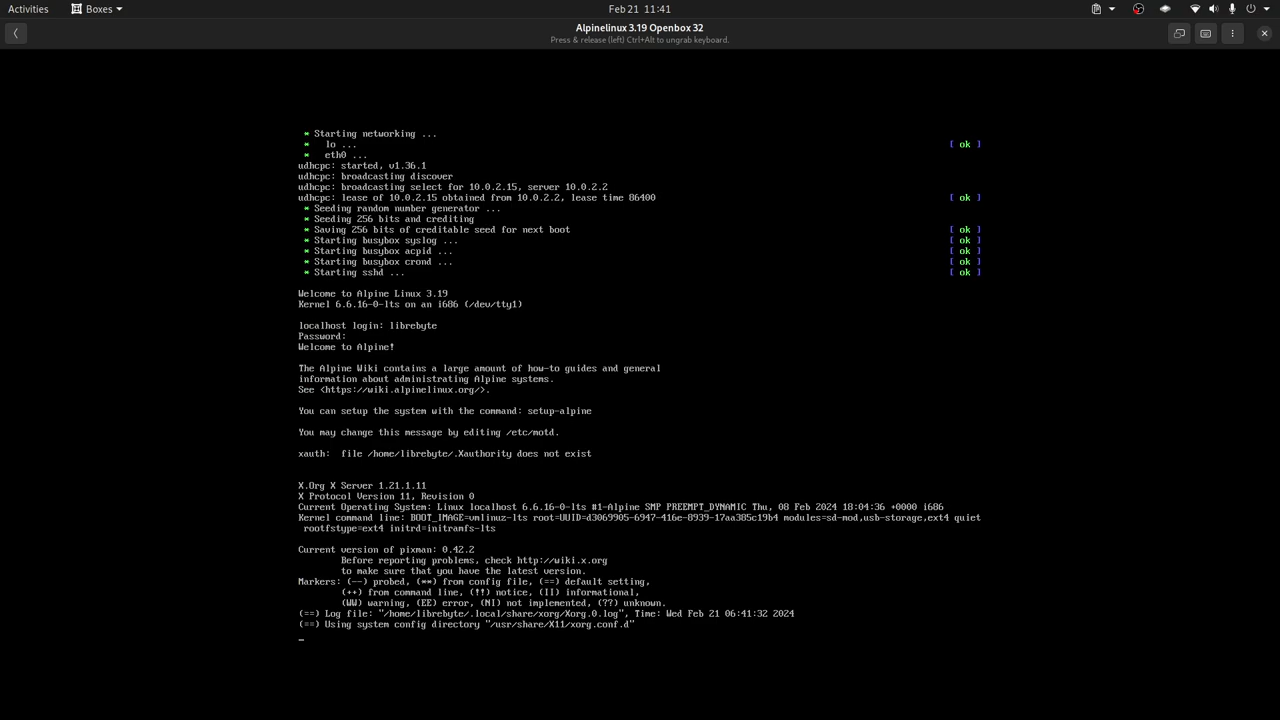 Activities Boxes Feb 21 11:41
Alpinelinux 3.19 Openbox 32
Press & release (left) Ctrl+Alt to ungrab keyboard.
* Starting networking ...
* lo ... [ ok ]
* eth0 ...
udhcpc: started, v1.36.1
udhcpc: broadcasting discover
udhcpc: broadcasting select for 10.0.2.15, server 10.0.2.2
udhcpc: lease of 10.0.2.15 obtained from 10.0.2.2, lease time 86400 [ ok ]
* Seeding random number generator ...
* Seeding 256 bits and crediting
* Saving 256 bits of creditable seed for next boot [ ok ]
* Starting busybox syslog ... [ ok ]
* Starting busybox acpid ... [ ok ]
* Starting busybox crond ... [ ok ]
* Starting sshd ... [ ok ]
Welcome to Alpine Linux 3.19
Kernel 6.6.16-0-lts on an i686 (/dev/tty1)
localhost login: librebyte
Password:
Welcome to Alpine!
The Alpine Wiki contains a large amount of how-to guides and general
information about administrating Alpine systems.
See <https://wiki.alpinelinux.org/>.
You can setup the system with the command: setup-alpine
You may change this message by editing /etc/motd.
xauth:  file /home/librebyte/.Xauthority does not exist
X.Org X Server 1.21.1.11
X Protocol Version 11, Revision 0
Current Operating System: Linux localhost 6.6.16-0-lts #1-Alpine SMP PREEMPT_DYNAMIC Thu, 08 Feb 2024 18:04:36 +0000 i686
Kernel command line: BOOT_IMAGE=vmlinuz-lts root=UUID=d3069905-6947-416e-8939-17aa385c19b4 modules=sd-mod,usb-storage,ext4 quiet
rootfstype=ext4 initrd=initramfs-lts
Current version of pixman: 0.42.2
Before reporting problems, check http://wiki.x.org
to make sure that you have the latest version.
Markers: (--) probed, (**) from config file, (==) default setting,
(++) from command line, (!!) notice, (II) informational,
(WW) warning, (EE) error, (NI) not implemented, (??) unknown.
(==) Log file: "/home/librebyte/.local/share/xorg/Xorg.0.log", Time: Wed Feb 21 06:41:32 2024
(==) Using system config directory "/usr/share/X11/xorg.conf.d"